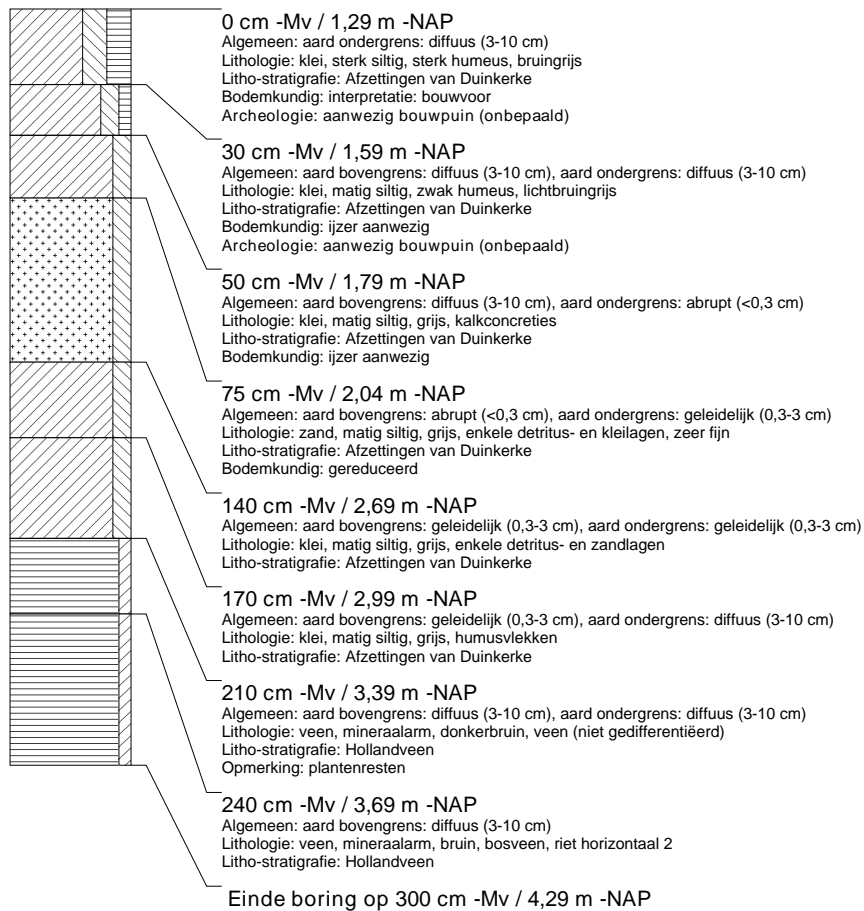 0 cm -Mv / 1,29 m -NAP
Algemeen: aard ondergrens: diffuus (3-10 cm)
Lithologie: klei, sterk siltig, sterk humeus, bruingrijs
Litho-stratigrafie: Afzettingen van Duinkerke
Bodemkundig: interpretatie: bouwvoor
Archeologie: aanwezig bouwpuin (onbepaald)
30 cm -Mv / 1,59 m -NAP
Algemeen: aard bovengrens: diffuus (3-10 cm), aard ondergrens: diffuus (3-10 cm)
Lithologie: klei, matig siltig, zwak humeus, lichtbruingrijs
Litho-stratigrafie: Afzettingen van Duinkerke
Bodemkundig: ijzer aanwezig
Archeologie: aanwezig bouwpuin (onbepaald)
50 cm -Mv / 1,79 m -NAP
Algemeen: aard bovengrens: diffuus (3-10 cm), aard ondergrens: abrupt (<0,3 cm)
Lithologie: klei, matig siltig, grijs, kalkconcreties
Litho-stratigrafie: Afzettingen van Duinkerke
Bodemkundig: ijzer aanwezig
75 cm -Mv / 2,04 m -NAP
Algemeen: aard bovengrens: abrupt (<0,3 cm), aard ondergrens: geleidelijk (0,3-3 cm)
Lithologie: zand, matig siltig, grijs, enkele detritus- en kleilagen, zeer fijn
Litho-stratigrafie: Afzettingen van Duinkerke
Bodemkundig: gereduceerd
140 cm -Mv / 2,69 m -NAP
Algemeen: aard bovengrens: geleidelijk (0,3-3 cm), aard ondergrens: geleidelijk (0,3-3 cm)
Lithologie: klei, matig siltig, grijs, enkele detritus- en zandlagen
Litho-stratigrafie: Afzettingen van Duinkerke
170 cm -Mv / 2,99 m -NAP
Algemeen: aard bovengrens: geleidelijk (0,3-3 cm), aard ondergrens: diffuus (3-10 cm)
Lithologie: klei, matig siltig, grijs, humusvlekken
Litho-stratigrafie: Afzettingen van Duinkerke
210 cm -Mv / 3,39 m -NAP
Algemeen: aard bovengrens: diffuus (3-10 cm), aard ondergrens: diffuus (3-10 cm)
Lithologie: veen, mineraalarm, donkerbruin, veen (niet gedifferentiëerd)
Litho-stratigrafie: Hollandveen
Opmerking: plantenresten
240 cm -Mv / 3,69 m -NAP
Algemeen: aard bovengrens: diffuus (3-10 cm)
Lithologie: veen, mineraalarm, bruin, bosveen, riet horizontaal 2
Litho-stratigrafie: Hollandveen
Einde boring op 300 cm -Mv / 4,29 m -NAP